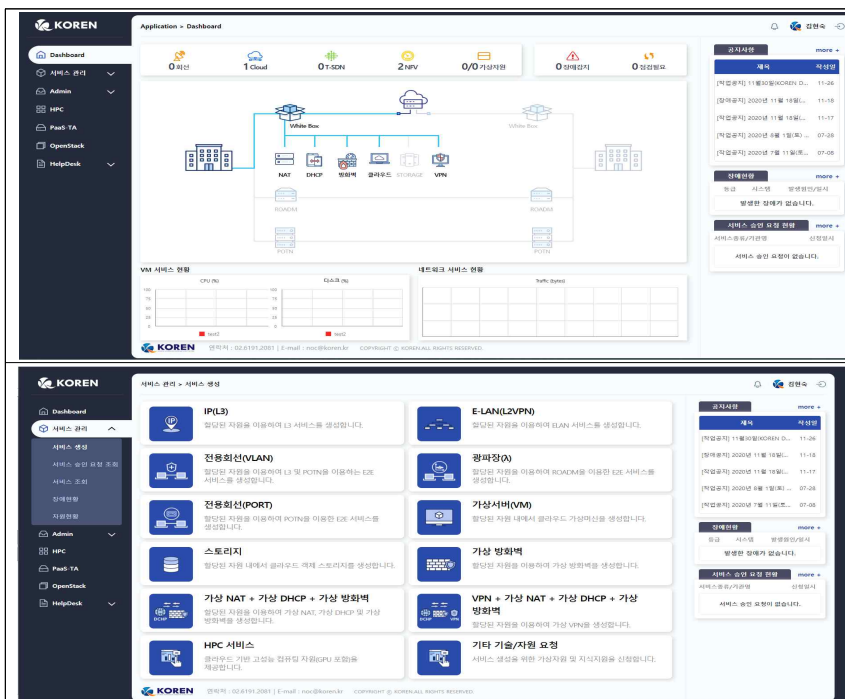 KOREN
Application > Dashboard
김현숙
Dashboard
서비스 관리
Admin
HPC
PaaS-TA
OpenStack
HelpDesk
0 회선
1 Cloud
0 T-SDN
2 NFV
0/0 가상자원
0 장애감지
0 점검필요
White Box
White Box
NAT
DHCP
방화벽
클라우드
STORAGE
VPN
ROADM
ROADM
POTN
POTN
VM 서비스 현황
네트워크 서비스 현황
CPU (%)
디스크 (%)
Traffic (bytes)
100
75
50
25
0
100
75
50
25
0
test2
test2
KOREN
연락처 : 02.6191.2081 | E-mail : noc@koren.kr COPYRIGHT © KOREN.ALL RIGHTS RESERVED.
공지사항 more +
제목 작성일
[작업공지] 11월30일(KOREN D... 11-26
[장애공지] 2020년 11월 18일(... 11-18
[작업공지] 2020년 11월 18일(... 11-17
[작업공지] 2020년 8월 1일(토) ... 07-28
[작업공지] 2020년 7월 11일(토... 07-08
장애현황 more +
등급 시스템 발생원인/일시
발생한 장애가 없습니다.
서비스 승인 요청 현황 more +
서비스종류/기관명 신청일시
서비스 승인 요청이 없습니다.
KOREN
서비스 관리 > 서비스 생성
김현숙
Dashboard
서비스 관리
서비스 생성
서비스 승인 요청 조회
서비스 조회
장애현황
자원현황
Admin
HPC
PaaS-TA
OpenStack
HelpDesk
IP
IP(L3)
할당된 자원을 이용하여 L3 서비스를 생성합니다.
E-LAN(L2VPN)
할당된 자원을 이용하여 ELAN 서비스를 생성합니다.
전용회선(VLAN)
할당된 자원을 이용하여 L3 및 POTN을 이용하는 E2E
서비스를 생성합니다.
광파장(λ)
할당된 자원을 이용하여 ROADM을 이용한 E2E 서비스를
생성합니다.
전용회선(PORT)
할당된 자원을 이용하여 POTN을 이용한 E2E 서비스를
생성합니다.
가상서버(VM)
할당된 자원 내에서 클라우드 가상머신을 생성합니다.
스토리지
할당된 자원 내에서 클라우드 객체 스토리지를 생성합니다.
가상 방화벽
할당된 자원을 이용하여 가상 방화벽을 생성합니다.
DCHP
가상 NAT + 가상 DHCP + 가상 방화벽
할당된 자원을 이용하여 가상 NAT, 가상 DHCP 및 가상
방화벽을 생성합니다.
DCHP VPN
VPN + 가상 NAT + 가상 DHCP + 가상
방화벽
할당된 자원을 이용하여 가상 VPN을 생성합니다.
HPC 서비스
클라우드 기반 고성능 컴퓨팅 자원(GPU 포함)을
제공합니다.
기타 기술/자원 요청
서비스 생성을 위한 가상자원 및 지식자원을 신청합니다.
KOREN
연락처 : 02.6191.2081 | E-mail : noc@koren.kr COPYRIGHT © KOREN.ALL RIGHTS RESERVED.
공지사항 more +
제목 작성일
[작업공지] 11월30일(KOREN D... 11-26
[장애공지] 2020년 11월 18일(... 11-18
[작업공지] 2020년 11월 18일(... 11-17
[작업공지] 2020년 8월 1일(토) ... 07-28
[작업공지] 2020년 7월 11일(토... 07-08
장애현황 more +
등급 시스템 발생원인/일시
발생한 장애가 없습니다.
서비스 승인 요청 현황 more +
서비스종류/기관명 신청일시
서비스 승인 요청이 없습니다.